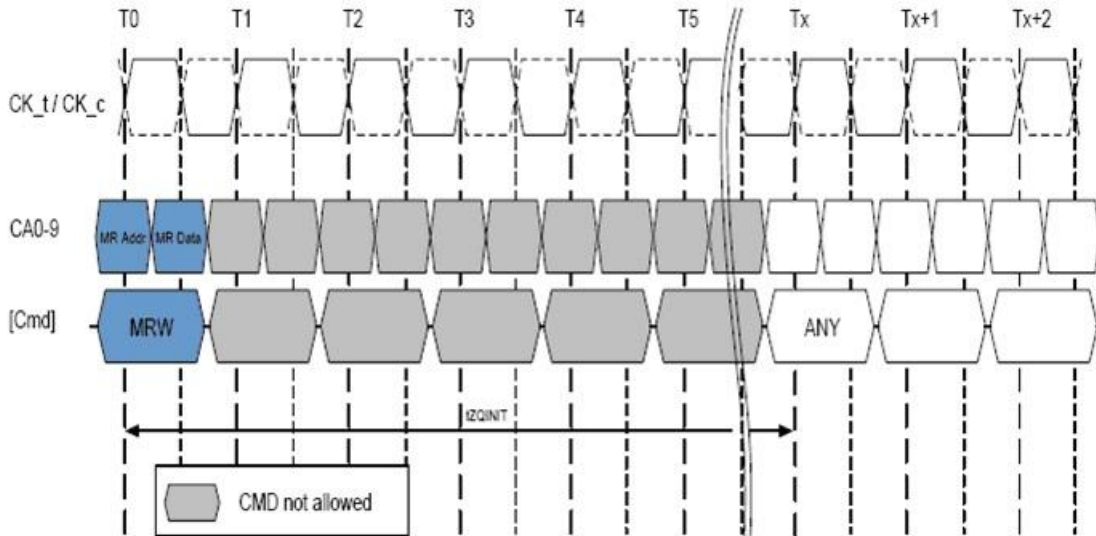 T0 T1 T2 T3 T4 T5 Tx Tx+1 Tx+2
CK_t / CK_c
CA0-9 MR Addr MR Data
[Cmd] MRW ANY
tZQINIT
CMD not allowed